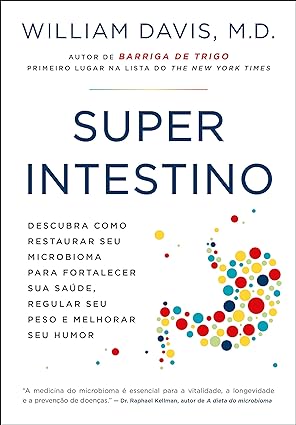 WILLIAM DAVIS, M.D.
AUTOR DE BARRIGA DE TRIGO
PRIMEIRO LUGAR NA LISTA DO THE NEW YORK TIMES
SUPER
INTESTINO
DESCUBRA COMO
RESTAURAR SEU
MICROBIOMA
PARA FORTALECER
SUA SAÚDE,
REGULAR SEU
PESO E MELHORAR
SEU HUMOR
"A medicina do microbioma é essencial para a vitalidade, a longevidade
e a prevenção de doenças." — Dr. Raphael Kellman, autor de A dieta do microbioma